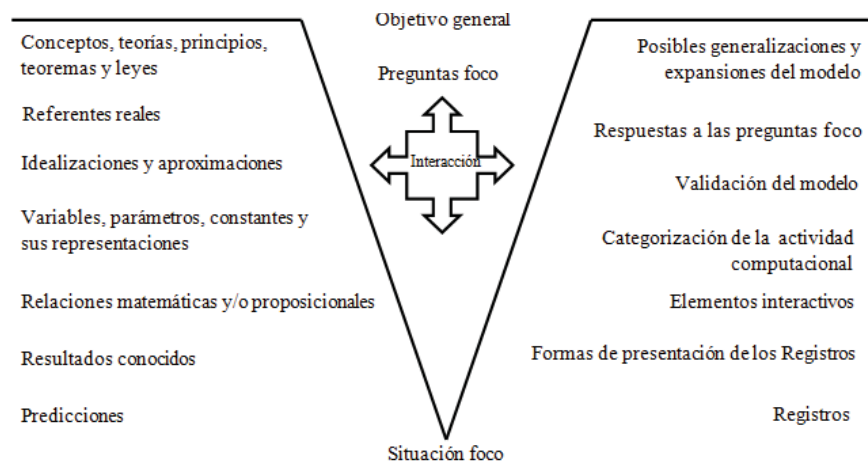 Objetivo general
Preguntas foco
Interacción
Conceptos, teorías, principios,
teoremas y leyes
Referentes reales
Idealizaciones y aproximaciones
Variables, parámetros, constantes y
sus representaciones
Relaciones matemáticas y/o proposicionales
Resultados conocidos
Predicciones
Posibles generalizaciones y
expansiones del modelo
Respuestas a las preguntas foco
Validación del modelo
Categorización de la actividad
computacional
Elementos interactivos
Formas de presentación de los Registros
Registros
Situación foco